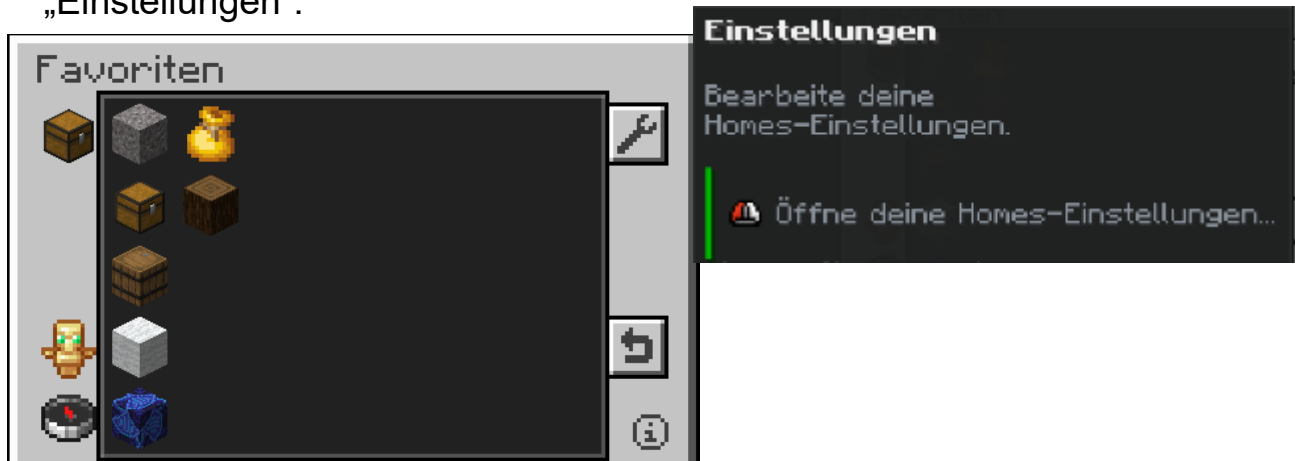 „Einstellungen“.
Favoriten
Einstellungen
Bearbeite deine
Homes-Einstellungen.
Öffne deine Homes-Einstellungen...